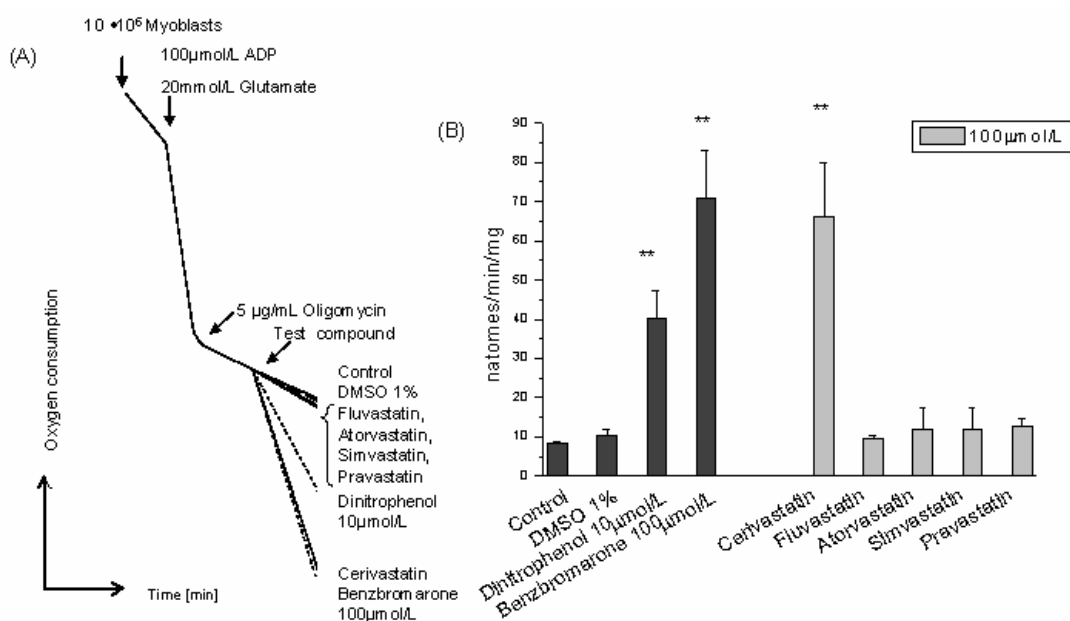 10 •10⁶ Myoblasts
(A)
100µmol/L ADP
20mmol/L Glutamate
5 µg/mL Oligomycin
Test compound
Control
DMSO 1%
Fluvastatin,
Atorvastatin,
Simvastatin,
Pravastatin
Dinitrophenol
10µmol/L
Cerivastatin
Benzbromarone
100µmol/L
Oxygen consumption
Time [min]
(B)
100µmol/L
natomes/min/mg
90
80
70
60
50
40
30
20
10
0
**
**
**
Control
DMSO 1%
Dinitrophenol 10µmol/L
Benzbromarone 100µmol/L
Cerivastatin
Fluvastatin
Atorvastatin
Simvastatin
Pravastatin